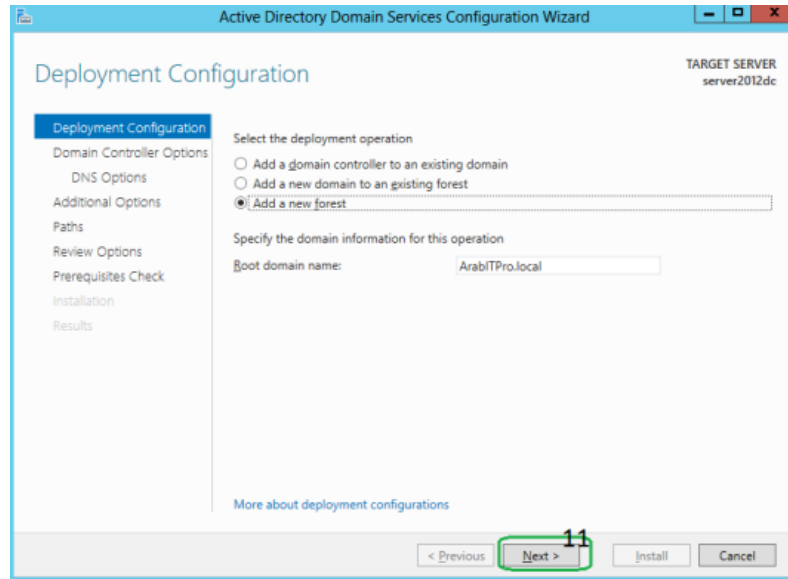 Active Directory Domain Services Configuration Wizard
Deployment Configuration
TARGET SERVER
server2012dc
Deployment Configuration
Domain Controller Options
DNS Options
Additional Options
Paths
Review Options
Prerequisites Check
Installation
Results
Select the deployment operation
Add a domain controller to an existing domain
Add a new domain to an existing forest
Add a new forest
Specify the domain information for this operation
Root domain name: ArabITPro.local
More about deployment configurations
11
< Previous Next > Install Cancel